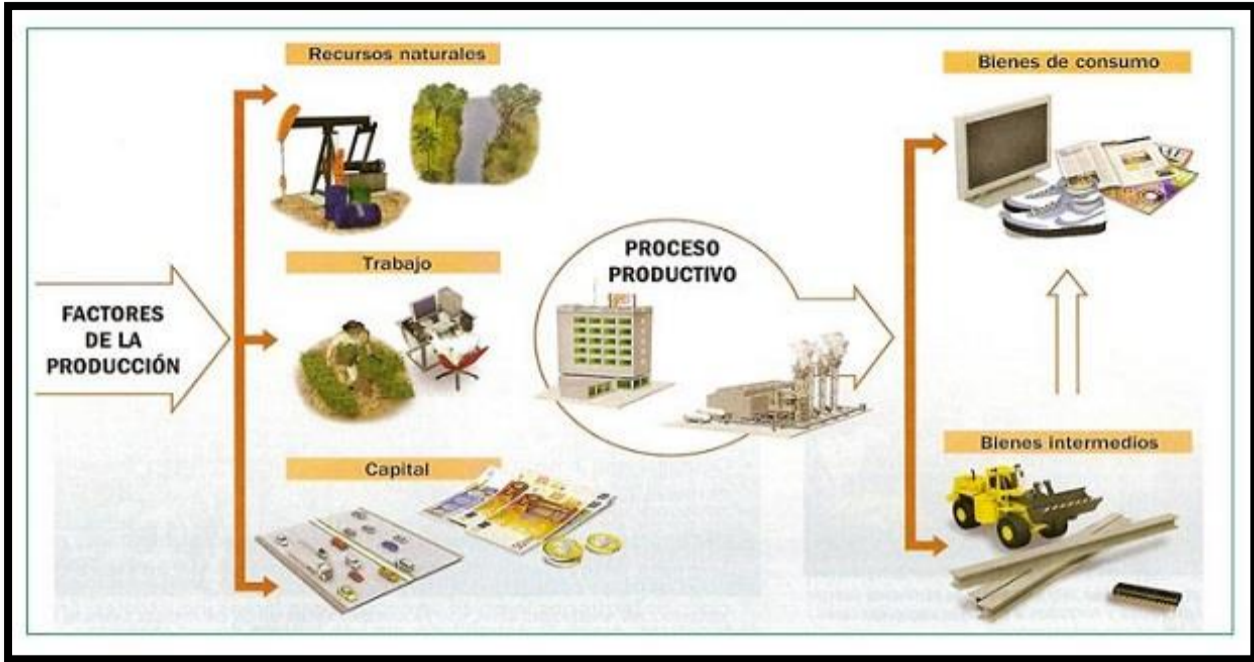 Recursos naturales
Bienes de consumo
PROCESO
PRODUCTIVO
Trabajo
FACTORES
DE LA
PRODUCCIÓN
Bienes intermedios
Capital